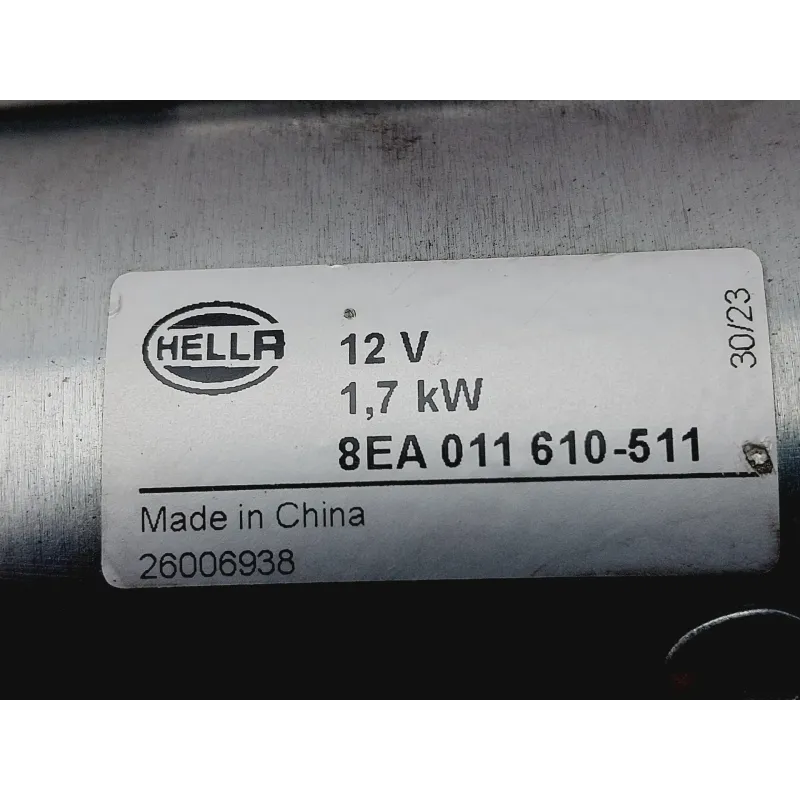 HELLA
12 V
1,7 kW
8EA 011 610-511
30/23
Made in China
26006938